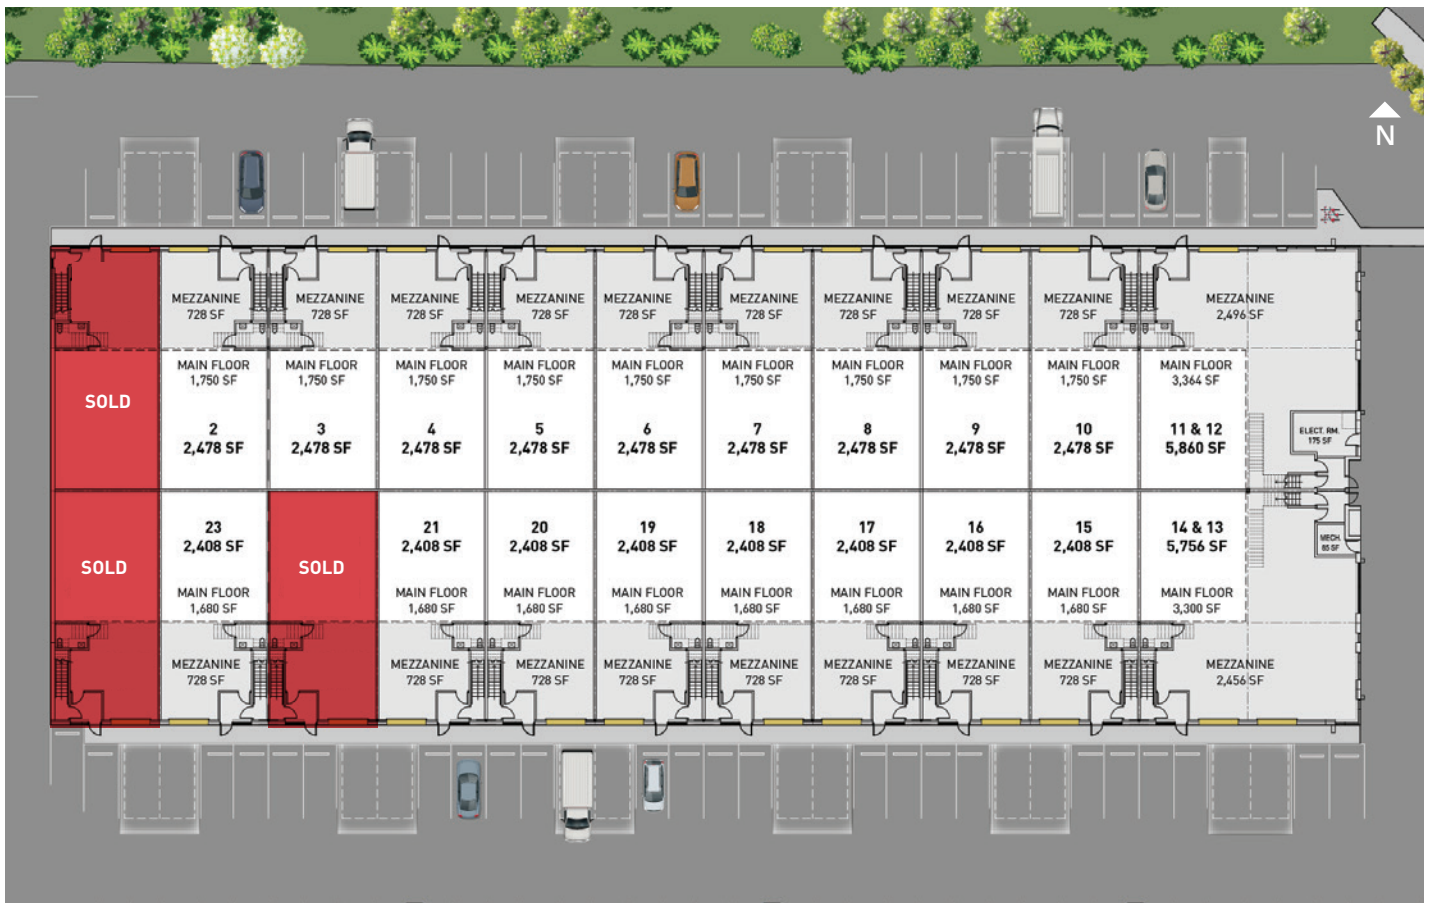 N
MEZZANINE
728 SF
MEZZANINE
728 SF
MEZZANINE
728 SF
MEZZANINE
728 SF
MEZZANINE
728 SF
MEZZANINE
728 SF
MEZZANINE
728 SF
MEZZANINE
728 SF
MEZZANINE
728 SF
MEZZANINE
2,496 SF
SOLD
MAIN FLOOR
1,750 SF
2
2,478 SF
MAIN FLOOR
1,750 SF
3
2,478 SF
MAIN FLOOR
1,750 SF
4
2,478 SF
MAIN FLOOR
1,750 SF
5
2,478 SF
MAIN FLOOR
1,750 SF
6
2,478 SF
MAIN FLOOR
1,750 SF
7
2,478 SF
MAIN FLOOR
1,750 SF
8
2,478 SF
MAIN FLOOR
1,750 SF
9
2,478 SF
MAIN FLOOR
1,750 SF
10
2,478 SF
MAIN FLOOR
3,364 SF
11 & 12
5,860 SF
ELECT. RM.
175 SF
SOLD
23
2,408 SF
MAIN FLOOR
1,680 SF
SOLD
21
2,408 SF
MAIN FLOOR
1,680 SF
20
2,408 SF
MAIN FLOOR
1,680 SF
19
2,408 SF
MAIN FLOOR
1,680 SF
18
2,408 SF
MAIN FLOOR
1,680 SF
17
2,408 SF
MAIN FLOOR
1,680 SF
16
2,408 SF
MAIN FLOOR
1,680 SF
15
2,408 SF
MAIN FLOOR
1,680 SF
14 & 13
5,756 SF
MAIN FLOOR
3,300 SF
MECH.
65 SF
MEZZANINE
728 SF
MEZZANINE
728 SF
MEZZANINE
728 SF
MEZZANINE
728 SF
MEZZANINE
728 SF
MEZZANINE
728 SF
MEZZANINE
728 SF
MEZZANINE
728 SF
MEZZANINE
2,456 SF